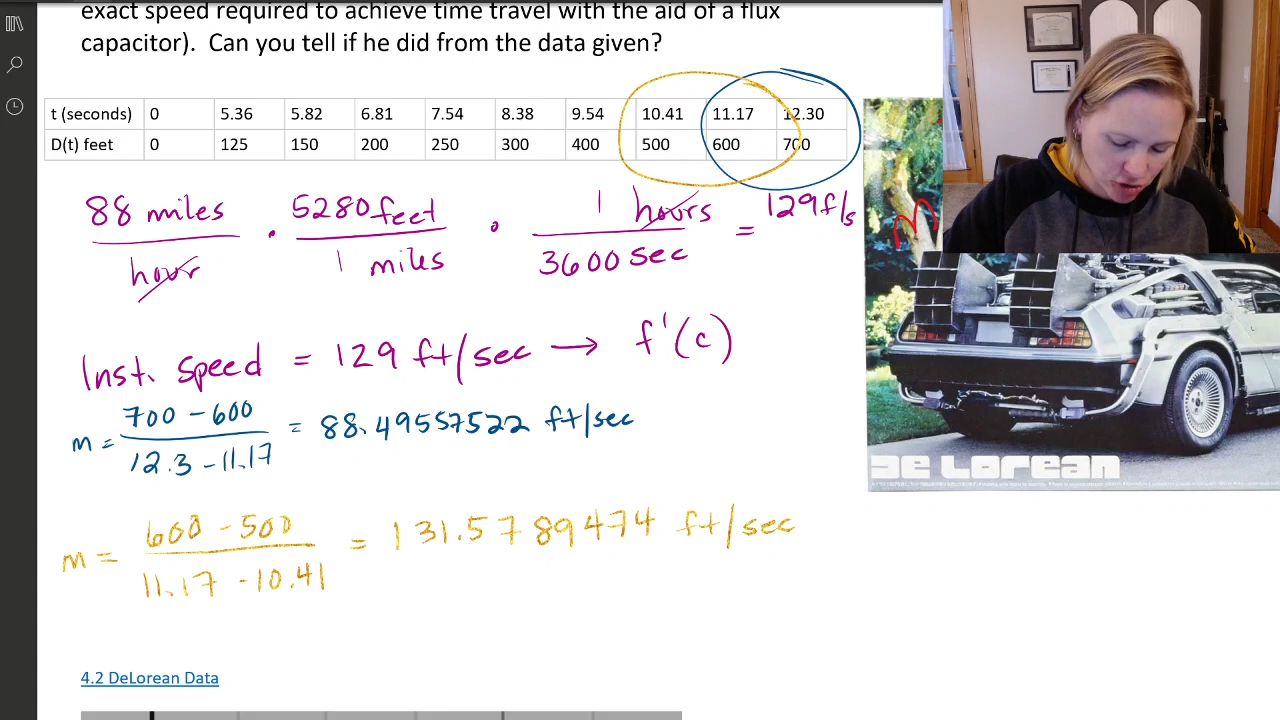 exact speed required to achieve time travel with the aid of a flux
capacitor). Can you tell if he did from the data given?
t (seconds) 0 5.36 5.82 6.81 7.54 8.38 9.54 10.41 11.17 12.30
D(t) feet 0 125 150 200 250 300 400 500 600 700
88 miles / hour · 5280 feet / 1 miles · 1 hours / 3600 sec = 129 f/s
m
Inst. speed = 129 ft/sec → f'(c)
m = 700 - 600 / 12.3 - 11.17 = 88.49557522 ft/sec
m = 600 - 500 / 11.17 - 10.41 = 131.5789474 ft/sec
DE LOREAN
4.2 DeLorean Data